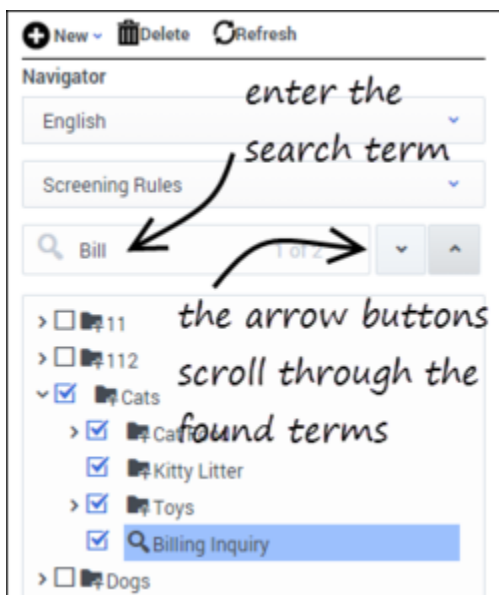 New Delete Refresh
Navigator
enter the
English
search term
Screening Rules
Bill 1 of 2
the arrow buttons
11
112
scroll through the
Cats
found terms
Kitty Litter
Toys
Billing Inquiry
Dogs